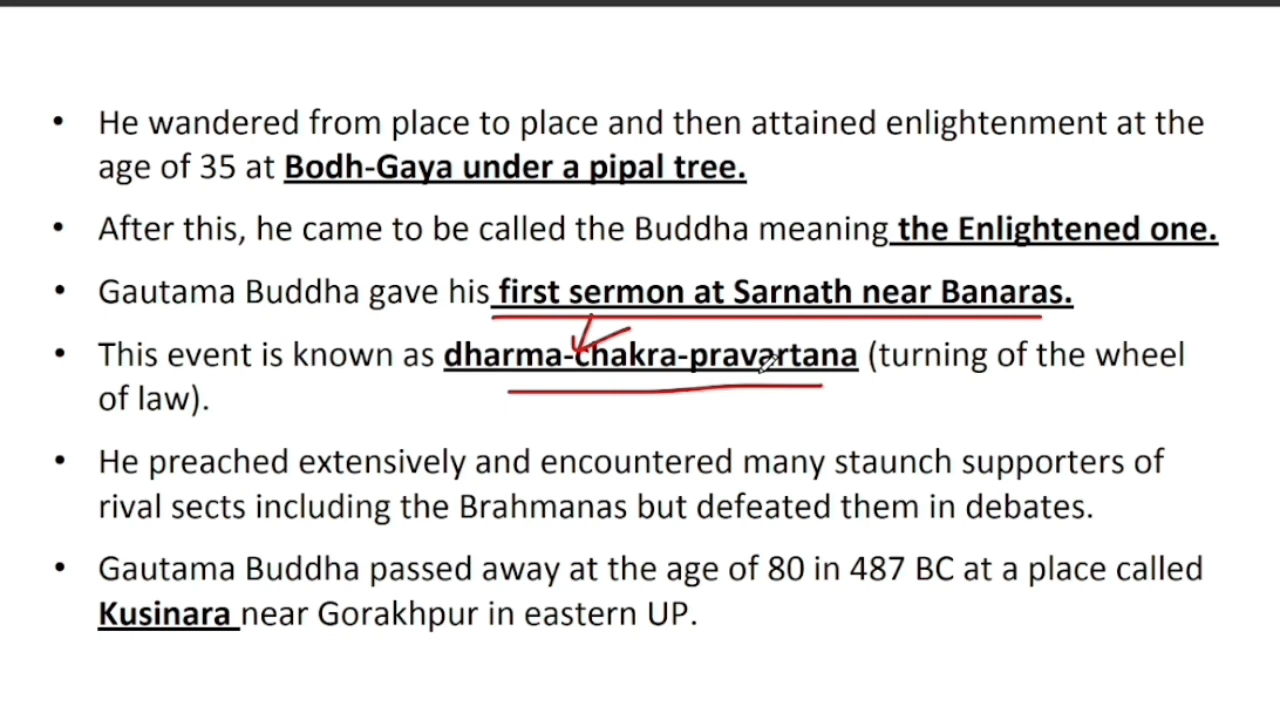 • He wandered from place to place and then attained enlightenment at the
age of 35 at Bodh-Gaya under a pipal tree.
• After this, he came to be called the Buddha meaning the Enlightened one.
• Gautama Buddha gave his first sermon at Sarnath near Banaras.
• This event is known as dharma-chakra-pravartana (turning of the wheel
of law).
• He preached extensively and encountered many staunch supporters of
rival sects including the Brahmanas but defeated them in debates.
• Gautama Buddha passed away at the age of 80 in 487 BC at a place called
Kusinara near Gorakhpur in eastern UP.